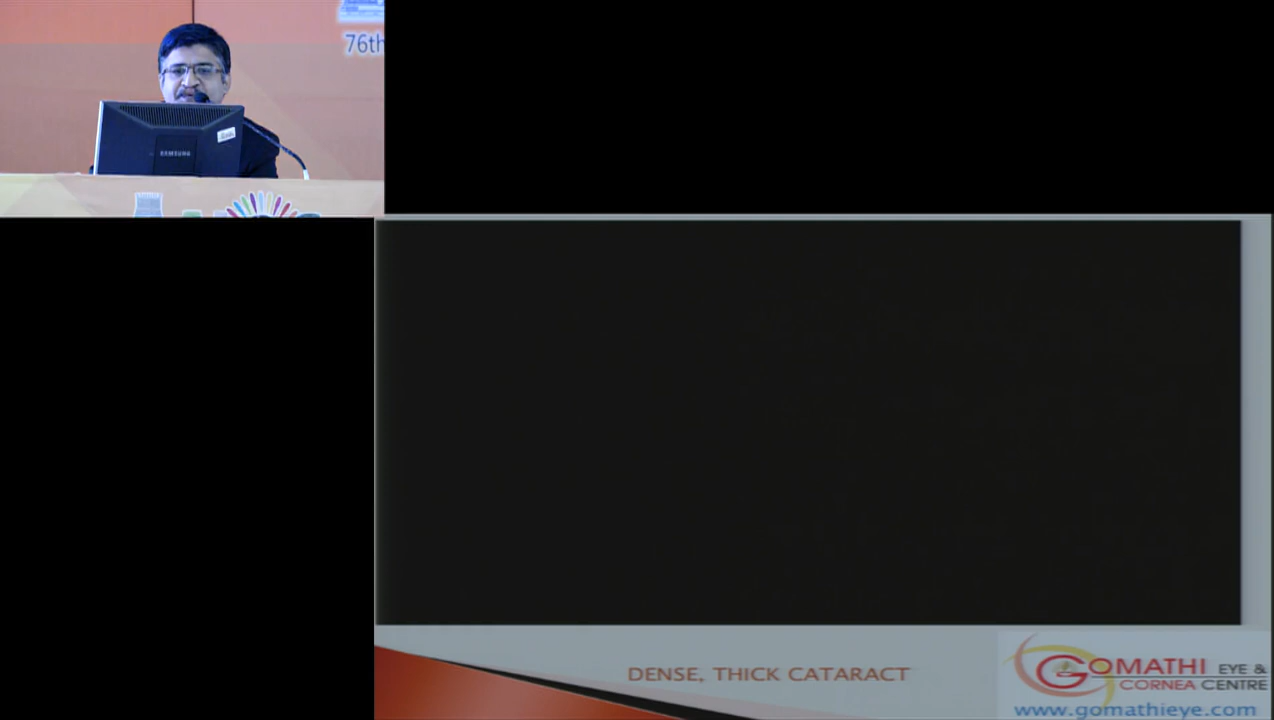 76th
SAMSUNG
DENSE, THICK CATARACT
GOMATHI EYE &
CORNEA CENTRE
www.gomathieye.com